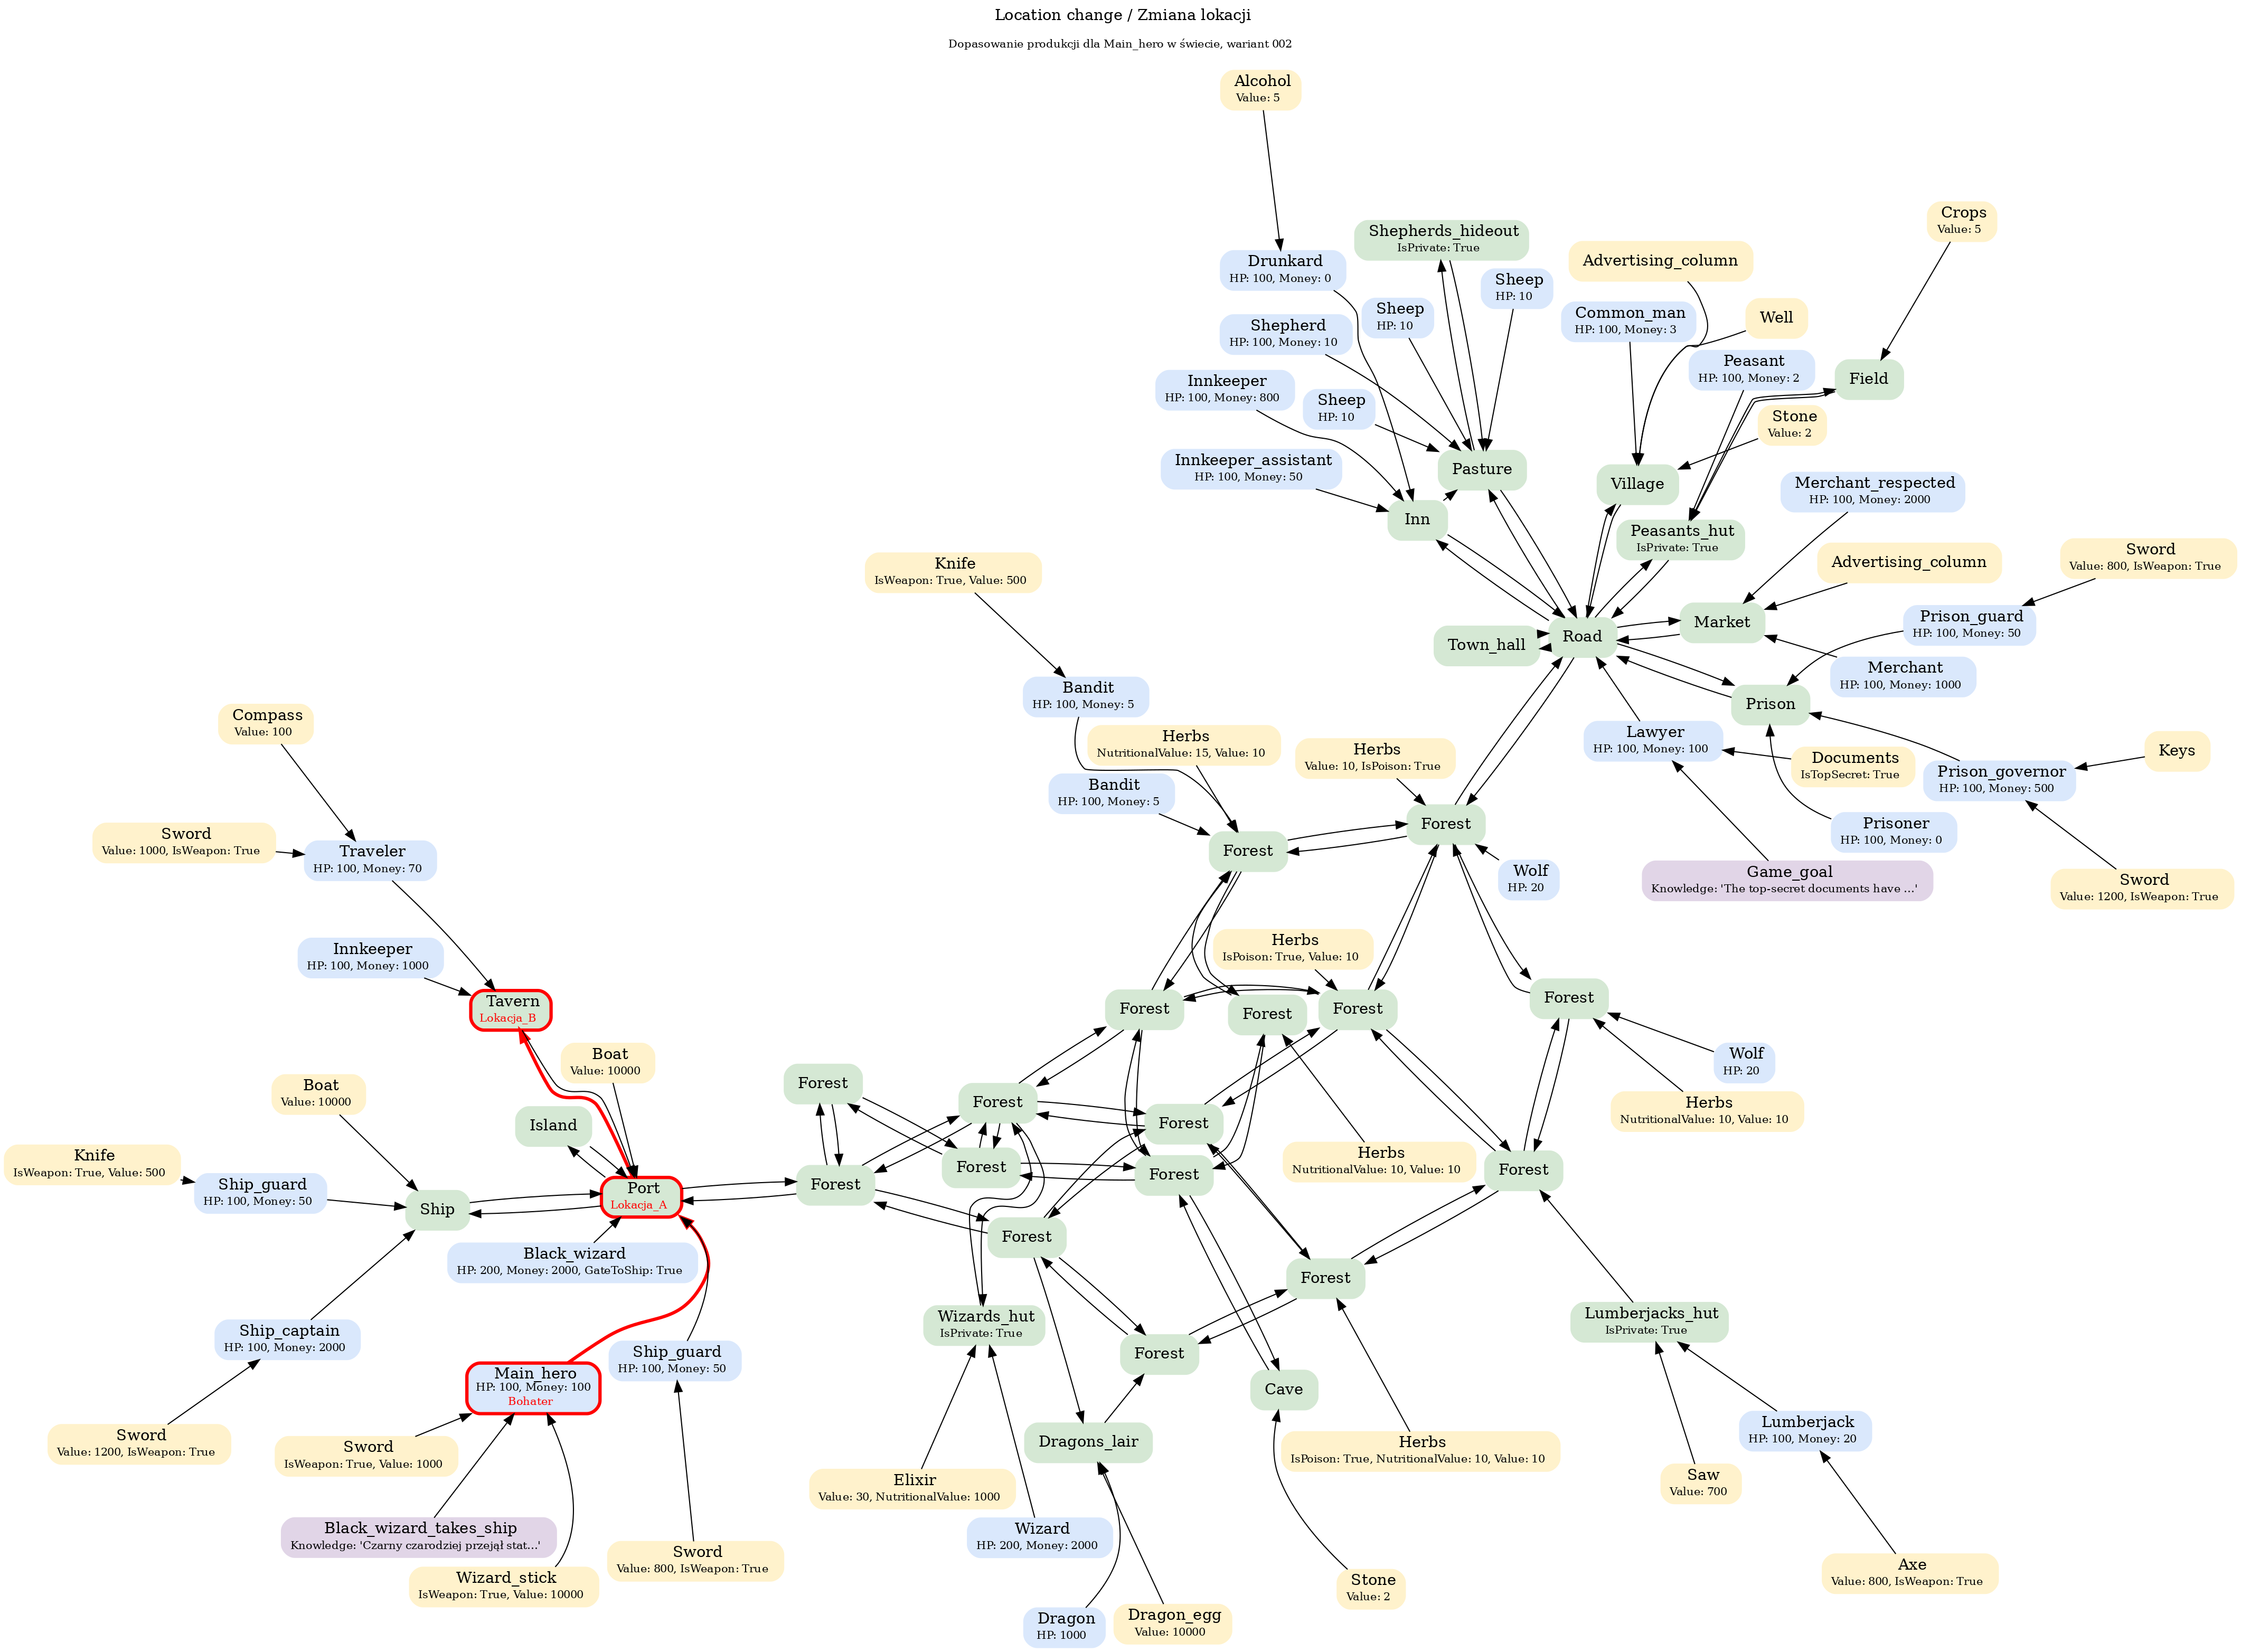 Location change / Zmiana lokacji
Dopasowanie produkcji dla Main_hero w świecie, wariant 002
Alcohol
Value: 5
Crops
Value: 5
Shepherds_hideout
IsPrivate: True
Drunkard
HP: 100, Money: 0
Advertising_column
Sheep
HP: 10
Sheep
HP: 10
Common_man
HP: 100, Money: 3
Well
Shepherd
HP: 100, Money: 10
Peasant
HP: 100, Money: 2
Field
Innkeeper
HP: 100, Money: 800
Sheep
HP: 10
Stone
Value: 2
Innkeeper_assistant
HP: 100, Money: 50
Pasture
Village
Merchant_respected
HP: 100, Money: 2000
Inn
Peasants_hut
IsPrivate: True
Knife
IsWeapon: True, Value: 500
Advertising_column
Sword
Value: 800, IsWeapon: True
Market
Prison_guard
HP: 100, Money: 50
Road
Town_hall
Merchant
HP: 100, Money: 1000
Bandit
HP: 100, Money: 5
Prison
Compass
Value: 100
Herbs
NutritionalValue: 15, Value: 10
Herbs
Value: 10, IsPoison: True
Lawyer
HP: 100, Money: 100
Documents
IsTopSecret: True
Keys
Prison_governor
HP: 100, Money: 500
Bandit
HP: 100, Money: 5
Forest
Prisoner
HP: 100, Money: 0
Sword
Value: 1000, IsWeapon: True
Traveler
HP: 100, Money: 70
Forest
Wolf
HP: 20
Game_goal
Knowledge: 'The top-secret documents have ...'
Sword
Value: 1200, IsWeapon: True
Innkeeper
HP: 100, Money: 1000
Herbs
IsPoison: True, Value: 10
Tavern
Lokacja_B
Forest
Forest
Forest
Forest
Boat
Value: 10000
Wolf
HP: 20
Boat
Value: 10000
Forest
Forest
Herbs
NutritionalValue: 10, Value: 10
Island
Forest
Knife
IsWeapon: True, Value: 500
Ship_guard
HP: 100, Money: 50
Forest
Forest
Forest
Herbs
NutritionalValue: 10, Value: 10
Forest
Port
Lokacja_A
Ship
Forest
Black_wizard
HP: 200, Money: 2000, GateToShip: True
Forest
Wizards_hut
IsPrivate: True
Lumberjacks_hut
IsPrivate: True
Ship_captain
HP: 100, Money: 2000
Ship_guard
HP: 100, Money: 50
Forest
Main_hero
HP: 100, Money: 100
Bohater
Cave
Sword
Value: 1200, IsWeapon: True
Sword
IsWeapon: True, Value: 1000
Dragons_lair
Herbs
IsPoison: True, NutritionalValue: 10, Value: 10
Lumberjack
HP: 100, Money: 20
Elixir
Value: 30, NutritionalValue: 1000
Saw
Value: 700
Black_wizard_takes_ship
Knowledge: 'Czarny czarodziej przejął stat...'
Wizard
HP: 200, Money: 2000
Sword
Value: 800, IsWeapon: True
Wizard_stick
IsWeapon: True, Value: 10000
Stone
Value: 2
Axe
Value: 800, IsWeapon: True
Dragon
HP: 1000
Dragon_egg
Value: 10000